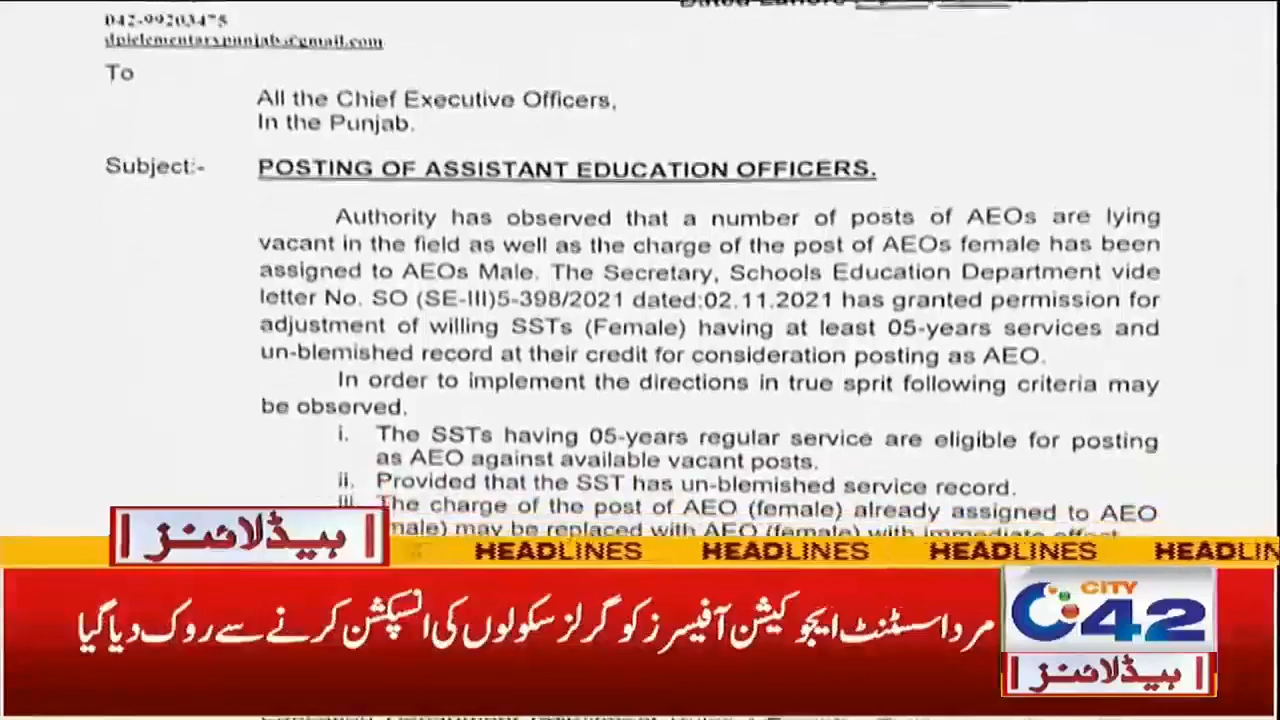 042-99203475
dpielementarypunjab@gmail.com
To
All the Chief Executive Officers,
In the Punjab.
Subject:- POSTING OF ASSISTANT EDUCATION OFFICERS.
Authority has observed that a number of posts of AEOs are lying
vacant in the field as well as the charge of the post of AEOs female has been
assigned to AEOs Male. The Secretary, Schools Education Department vide
letter No. SO (SE-III)5-398/2021 dated:02.11.2021 has granted permission for
adjustment of willing SSTs (Female) having at least 05-years services and
un-blemished record at their credit for consideration posting as AEO.
In order to implement the directions in true sprit following criteria may
be observed.
i. The SSTs having 05-years regular service are eligible for posting
as AEO against available vacant posts.
ii. Provided that the SST has un-blemished service record.
iii. The charge of the post of AEO (female) already assigned to AEO
male) may be replaced with AEO (female) with immediate effect
ہیڈلائنز
HEADLINES HEADLINES HEADLINES HEADLIN
مرد اسسٹنٹ ایجوکیشن آفیسرز کو گرلز سکولوں کی انسپکشن کرنے سے روک دیا گیا
CITY
42
ہیڈلائنز